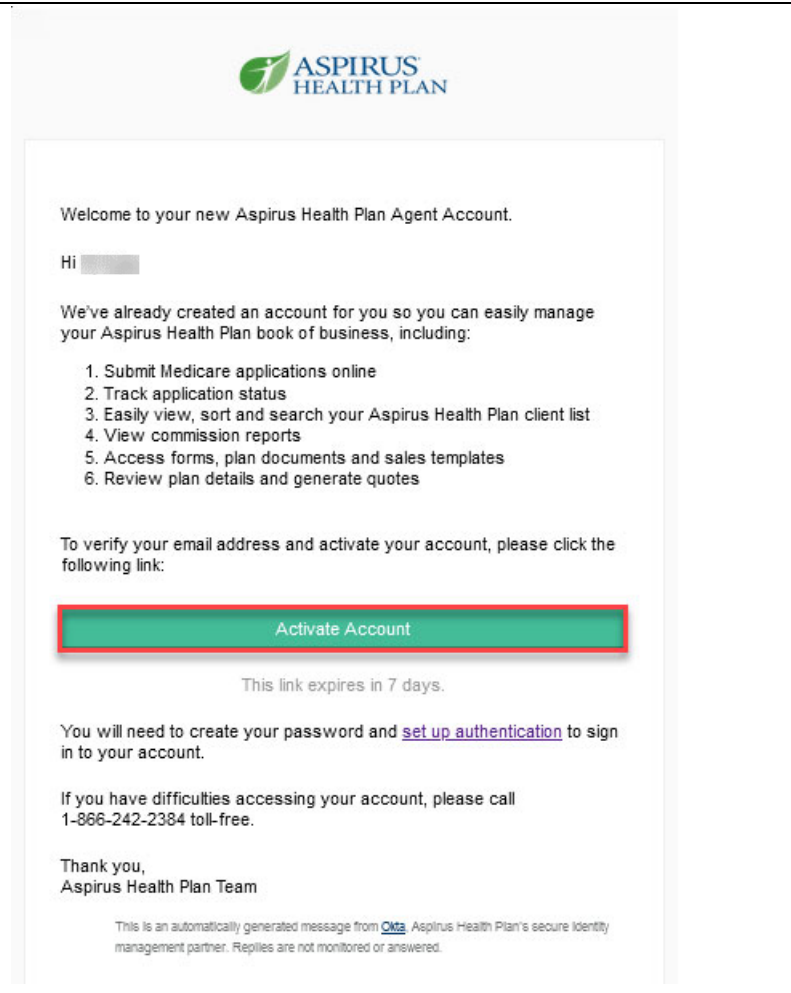 ASPIRUS
HEALTH PLAN
Welcome to your new Aspirus Health Plan Agent Account.
Hi
We've already created an account for you so you can easily manage
your Aspirus Health Plan book of business, including:
1. Submit Medicare applications online
2. Track application status
3. Easily view, sort and search your Aspirus Health Plan client list
4. View commission reports
5. Access forms, plan documents and sales templates
6. Review plan details and generate quotes
To verify your email address and activate your account, please click the
following link:
Activate Account
This link expires in 7 days.
You will need to create your password and set up authentication to sign
in to your account.
If you have difficulties accessing your account, please call
1-866-242-2384 toll-free.
Thank you,
Aspirus Health Plan Team
This is an automatically generated message from Okta, Aspirus Health Plan's secure identity
management partner. Replies are not monitored or answered.